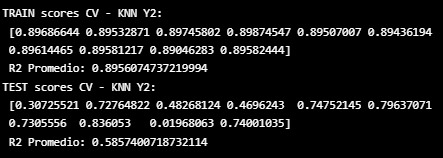 TRAIN scores CV - KNN Y2:
[0.89686644 0.89532871 0.89745802 0.89874547 0.89507007 0.89436194
0.89614465 0.89581217 0.89046283 0.89582444]
R2 Promedio: 0.8956074737219994
TEST scores CV - KNN Y2:
[0.30725521 0.72764822 0.48268124 0.4696243 0.74752145 0.79637071
0.7305556 0.836053 0.01968063 0.74001035]
R2 Promedio: 0.5857400718732114